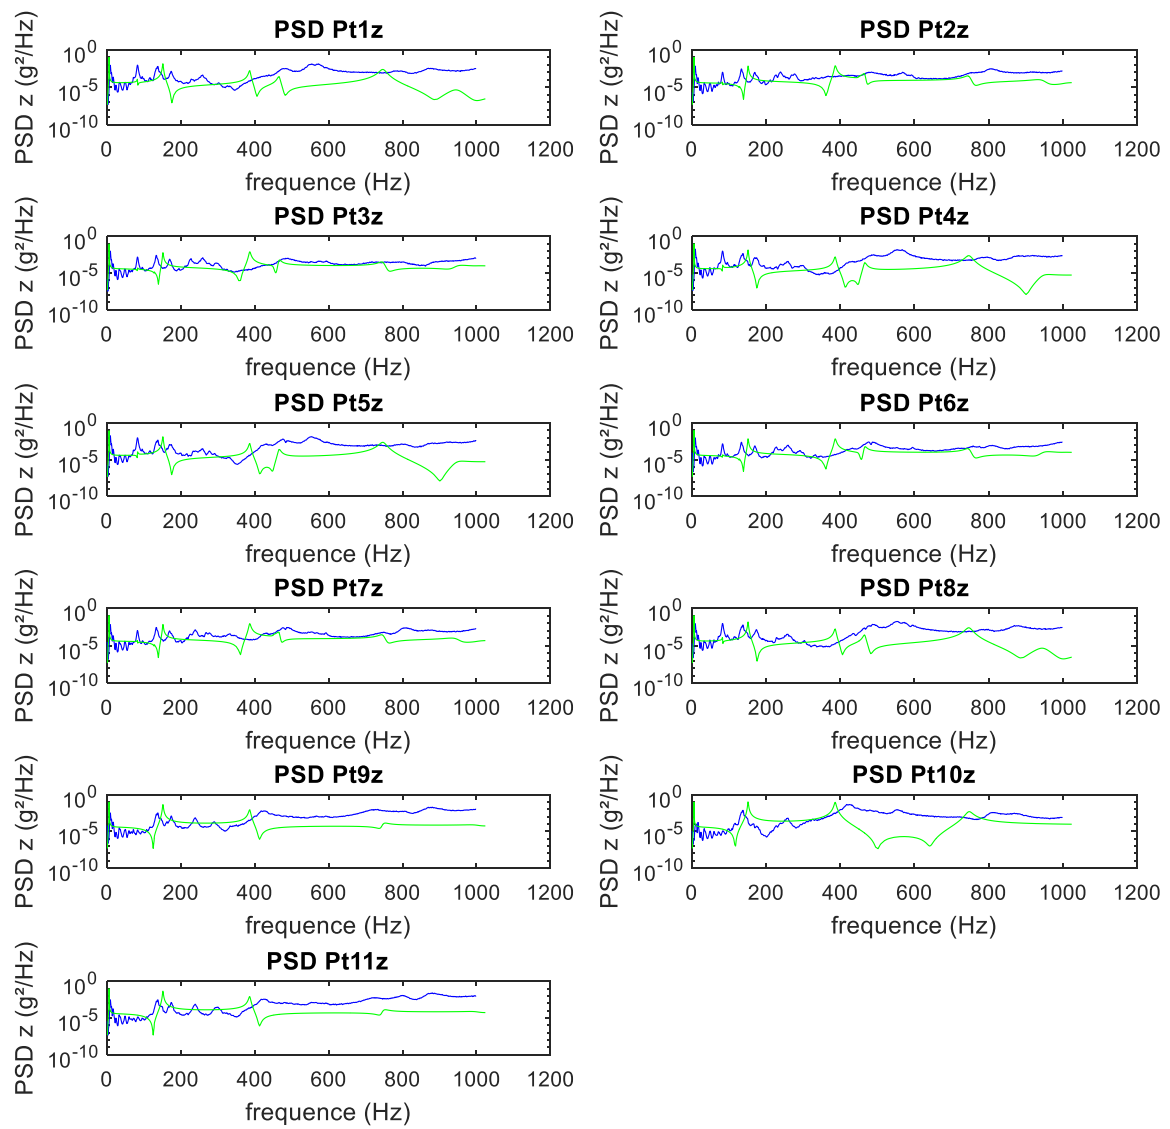 PSD Pt1z
PSD z (g²/Hz)
10^0
10^-5
10^-10
0 200 400 600 800 1000 1200
frequence (Hz)
PSD Pt2z
PSD z (g²/Hz)
10^0
10^-5
10^-10
0 200 400 600 800 1000 1200
frequence (Hz)
PSD Pt3z
PSD z (g²/Hz)
10^0
10^-5
10^-10
0 200 400 600 800 1000 1200
frequence (Hz)
PSD Pt4z
PSD z (g²/Hz)
10^0
10^-5
10^-10
0 200 400 600 800 1000 1200
frequence (Hz)
PSD Pt5z
PSD z (g²/Hz)
10^0
10^-5
10^-10
0 200 400 600 800 1000 1200
frequence (Hz)
PSD Pt6z
PSD z (g²/Hz)
10^0
10^-5
10^-10
0 200 400 600 800 1000 1200
frequence (Hz)
PSD Pt7z
PSD z (g²/Hz)
10^0
10^-5
10^-10
0 200 400 600 800 1000 1200
frequence (Hz)
PSD Pt8z
PSD z (g²/Hz)
10^0
10^-5
10^-10
0 200 400 600 800 1000 1200
frequence (Hz)
PSD Pt9z
PSD z (g²/Hz)
10^0
10^-5
10^-10
0 200 400 600 800 1000 1200
frequence (Hz)
PSD Pt10z
PSD z (g²/Hz)
10^0
10^-5
10^-10
0 200 400 600 800 1000 1200
frequence (Hz)
PSD Pt11z
PSD z (g²/Hz)
10^0
10^-5
10^-10
0 200 400 600 800 1000 1200
frequence (Hz)